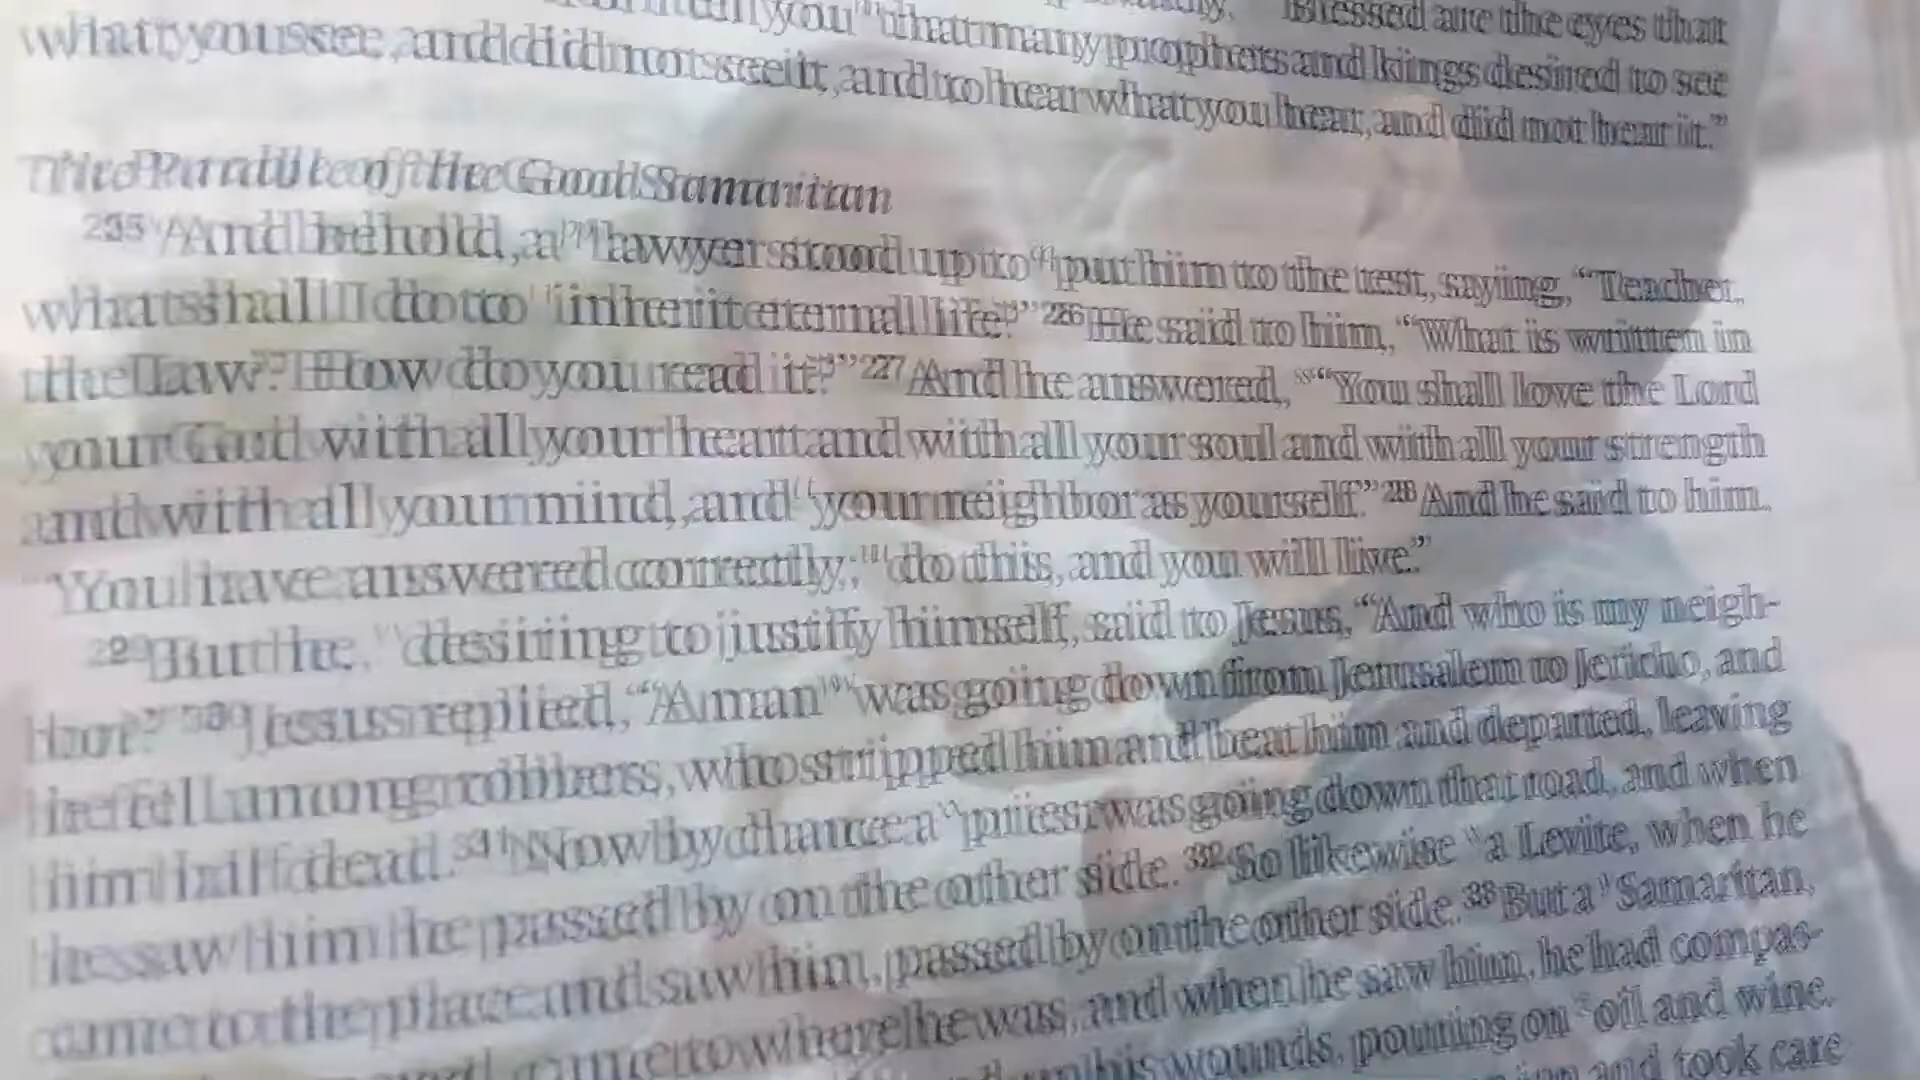 you "that many prophets and kings desired to see
Blessed are the eyes that
what you see, and did not see it, and to hear what you hear, and did not hear it."
The Parable of the Good Samaritan
25 And behold, a lawyer stood up to put him to the test, saying, "Teacher,
what shall I do to inherit eternal life?" 26 He said to him, "What is written in
the Law? How do you read it?" 27 And he answered, "You shall love the Lord
your God with all your heart and with all your soul and with all your strength
and with all your mind, and your neighbor as yourself." 28 And he said to him,
"You have answered correctly; do this, and you will live."
29 But he, desiring to justify himself, said to Jesus, "And who is my neigh-
bor?" 30 Jesus replied, "A man was going down from Jerusalem to Jericho, and
he fell among robbers, who stripped him and beat him and departed, leaving
him half dead. 31 Now by chance a priest was going down that road, and when
he saw him he passed by on the other side. 32 So likewise a Levite, when he
came to the place and saw him, passed by on the other side. 33 But a Samaritan,
came to where he was, and when he saw him, he had compas-
his wounds, pouring on oil and wine.
and took care